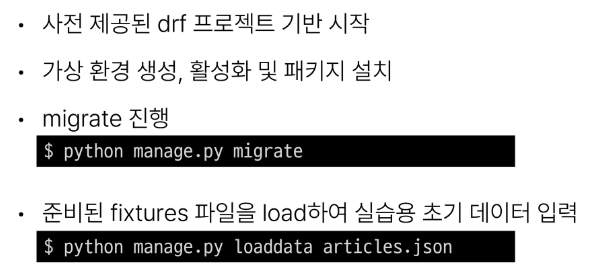 • 사전 제공된 drf 프로젝트 기반 시작
• 가상 환경 생성, 활성화 및 패키지 설치
• migrate 진행
$ python manage.py migrate
• 준비된 fixtures 파일을 load하여 실습용 초기 데이터 입력
$ python manage.py loaddata articles.json